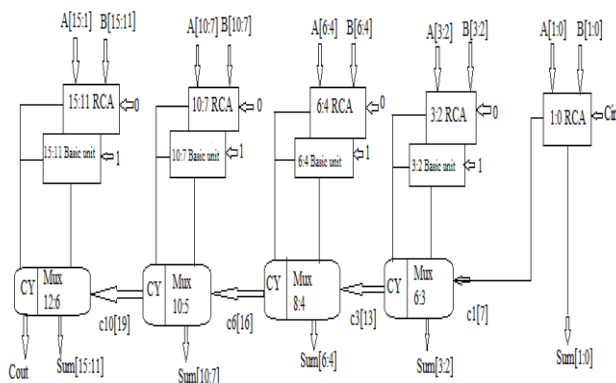 A[15:1] B[15:11] A[10:7] B[10:7] A[6:4] B[6:4] A[3:2] B[3:2] A[1:0] B[1:0]
15:11 RCA 0 10:7 RCA 0 6:4 RCA 0 3:2 RCA 0 1:0 RCA Cin
15:11 Basic unit 1 10:7 Basic unit 1 6:4 Basic unit 1 3:2 Basic unit 1
CY Mux 12:6 CY Mux 10:5 CY Mux 8:4 CY Mux 6:3
c10[19] c6[16] c3[13] c1[7]
Cout Sum[15:11] Sum[10:7] Sum[6:4] Sum[3:2] Sum[1:0]